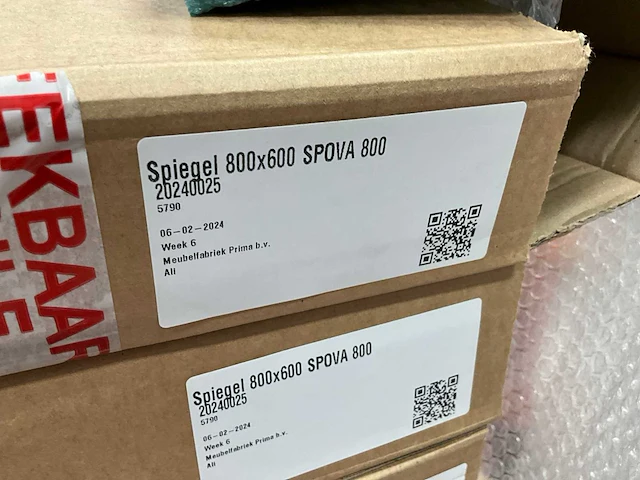 EKBAAR
Spiegel 800x600 SPOVA 800
20240025
5790
06-02-2024
Week 6
Meubelfabriek Prima b.v.
All
Spiegel 800x600 SPOVA 800
20240025
5790
06-02-2024
Week 6
Meubelfabriek Prima b.v.
All